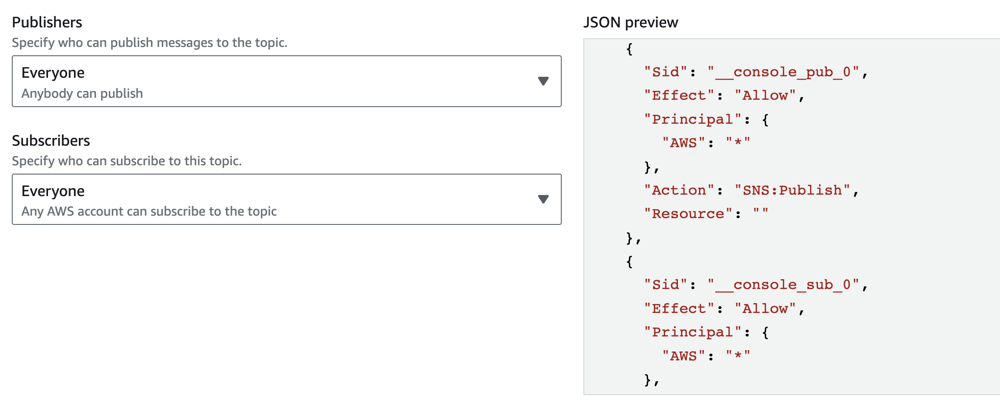 Publishers
Specify who can publish messages to the topic.
Everyone
Anybody can publish
Subscribers
Specify who can subscribe to this topic.
Everyone
Any AWS account can subscribe to the topic
JSON preview
{
"Sid": "__console_pub_0",
"Effect": "Allow",
"Principal": {
"AWS": "*"
},
"Action": "SNS:Publish",
"Resource": ""
},
{
"Sid": "__console_sub_0",
"Effect": "Allow",
"Principal": {
"AWS": "*"
},